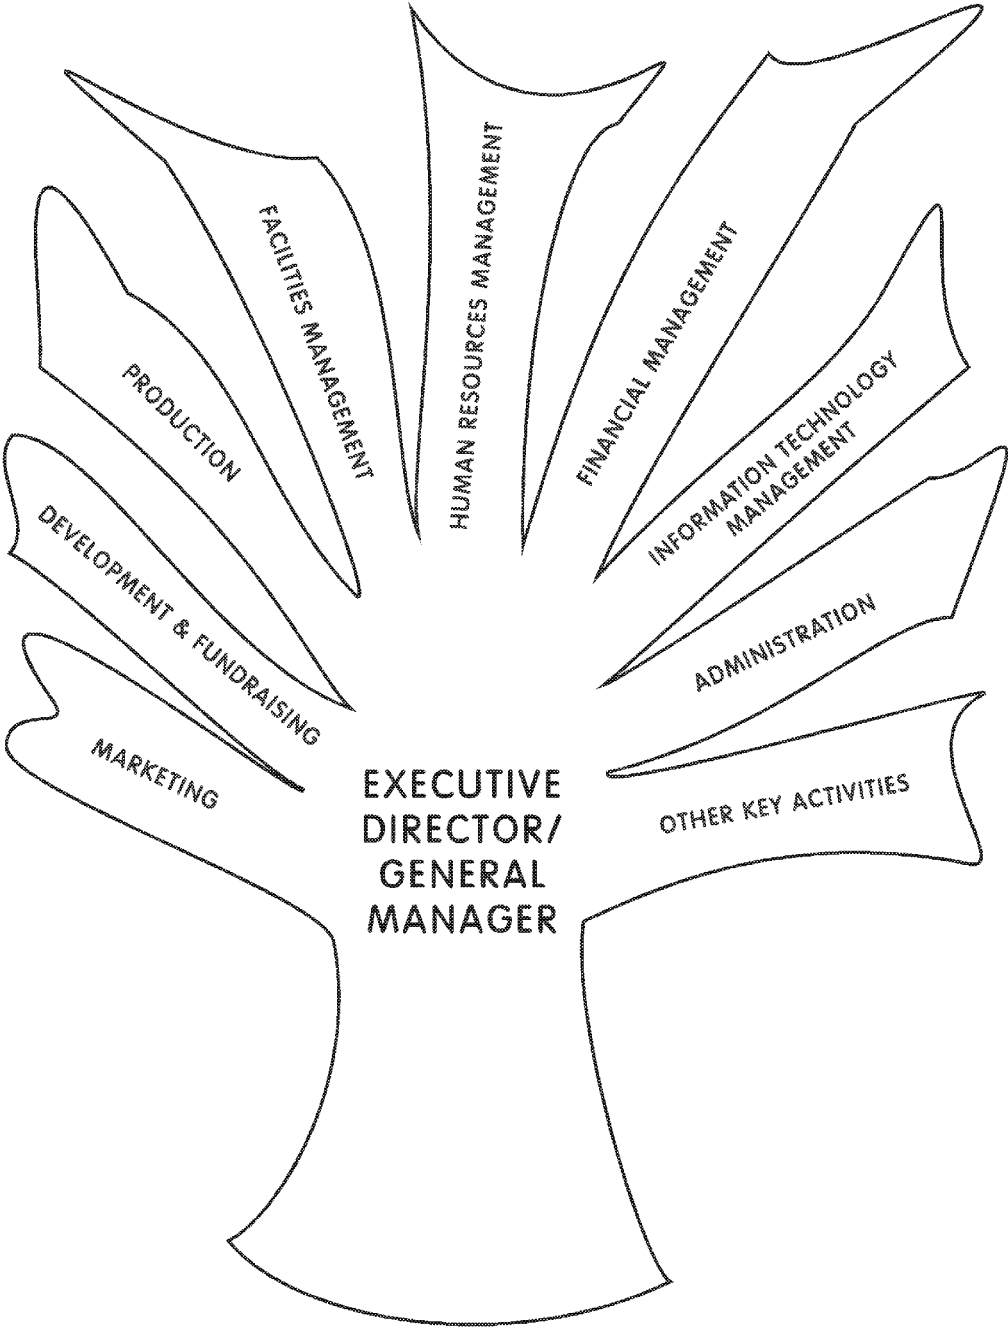 MARKETING
DEVELOPMENT & FUNDRAISING
PRODUCTION
FACILITIES MANAGEMENT
HUMAN RESOURCES MANAGEMENT
FINANCIAL MANAGEMENT
INFORMATION TECHNOLOGY
MANAGEMENT
ADMINISTRATION
OTHER KEY ACTIVITIES
EXECUTIVE
DIRECTOR/
GENERAL
MANAGER